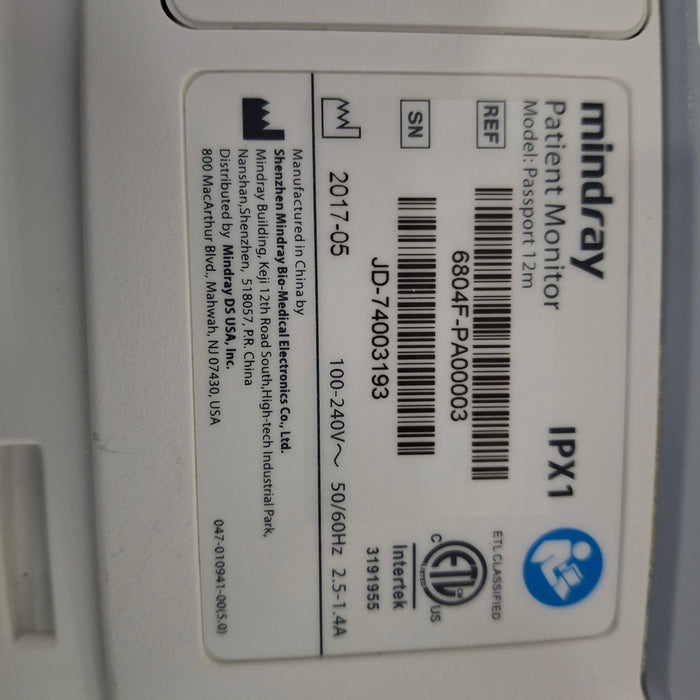 mindray
Patient Monitor
Model: Passport 12m
IPX1
REF
6804F-PA00003
ETL CLASSIFIED
C ETL US
CM
LISTED
Intertek
3191955
SN
JD-74003193
2017-05
100-240V~ 50/60Hz 2.5-1.4A
Manufactured in China by
Shenzhen Mindray Bio-Medical Electronics Co., Ltd.
Mindray Building, Keji 12th Road South,High-tech Industrial Park,
Nanshan,Shenzhen, 518057, P.R. China
Distributed by Mindray DS USA, Inc.
800 MacArthur Blvd., Mahwah, NJ 07430, USA
047-010941-00(5.0)